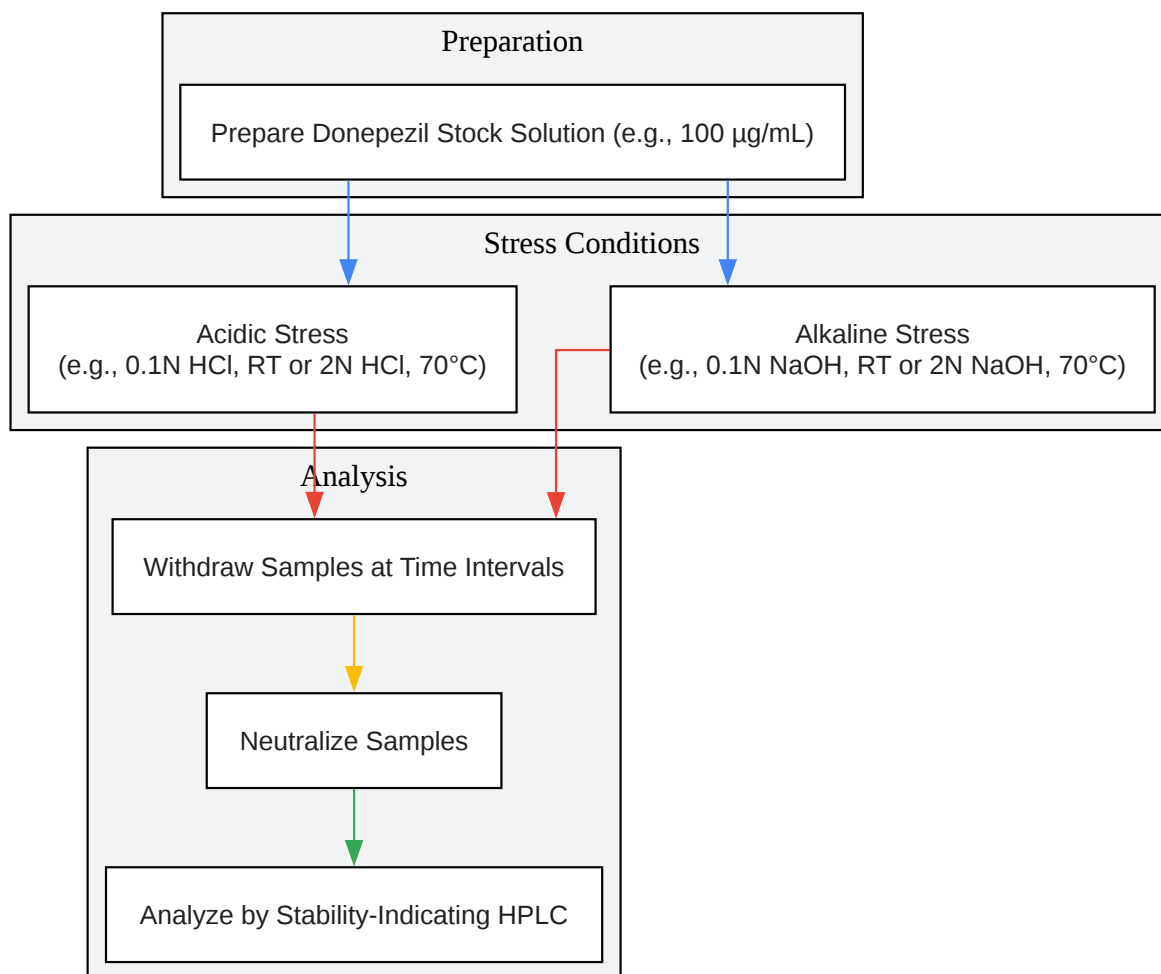 Preparation
Prepare Donepezil Stock Solution (e.g., 100 µg/mL)
Stress Conditions
Acidic Stress
(e.g., 0.1N HCl, RT or 2N HCl, 70°C)
Alkaline Stress
(e.g., 0.1N NaOH, RT or 2N NaOH, 70°C)
Analysis
Withdraw Samples at Time Intervals
Neutralize Samples
Analyze by Stability-Indicating HPLC